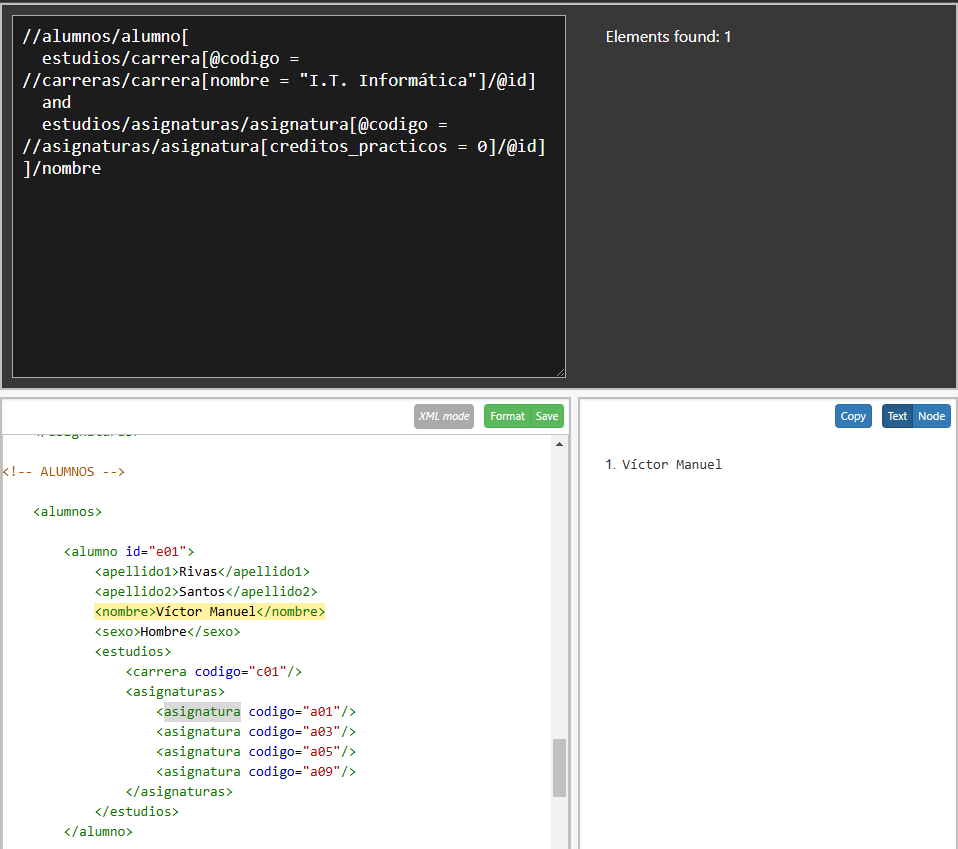 //alumnos/alumno[
estudios/carrera[@codigo =
//carreras/carrera[nombre = "I.T. Informática"]/@id]
and
estudios/asignaturas/asignatura[@codigo =
//asignaturas/asignatura[creditos_practicos = 0]/@id]
]/nombre
Elements found: 1
XML mode
Format
Save
<!-- ALUMNOS -->
<alumnos>
<alumno id="e01">
<apellido1>Rivas</apellido1>
<apellido2>Santos</apellido2>
<nombre>Víctor Manuel</nombre>
<sexo>Hombre</sexo>
<estudios>
<carrera codigo="c01"/>
<asignaturas>
<asignatura codigo="a01"/>
<asignatura codigo="a03"/>
<asignatura codigo="a05"/>
<asignatura codigo="a09"/>
</asignaturas>
</estudios>
</alumno>
Copy
Text
Node
1. Víctor Manuel